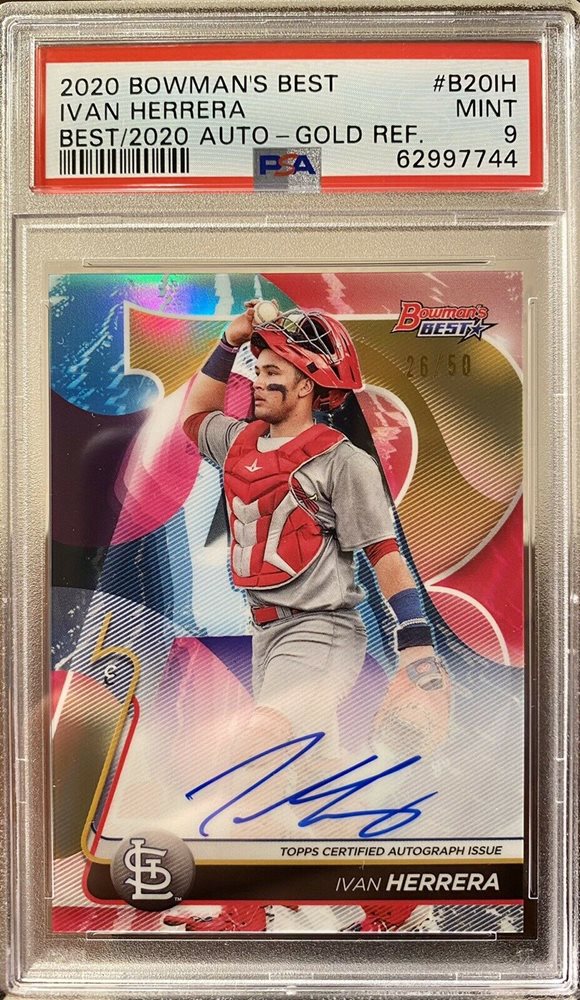 2020 BOWMAN'S BEST #B20IH
IVAN HERRERA MINT
BEST/2020 AUTO – GOLD REF. 9
PSA 62997744
Bowman's
BEST
26/50
C
TOPPS CERTIFIED AUTOGRAPH ISSUE
IVAN HERRERA
STL